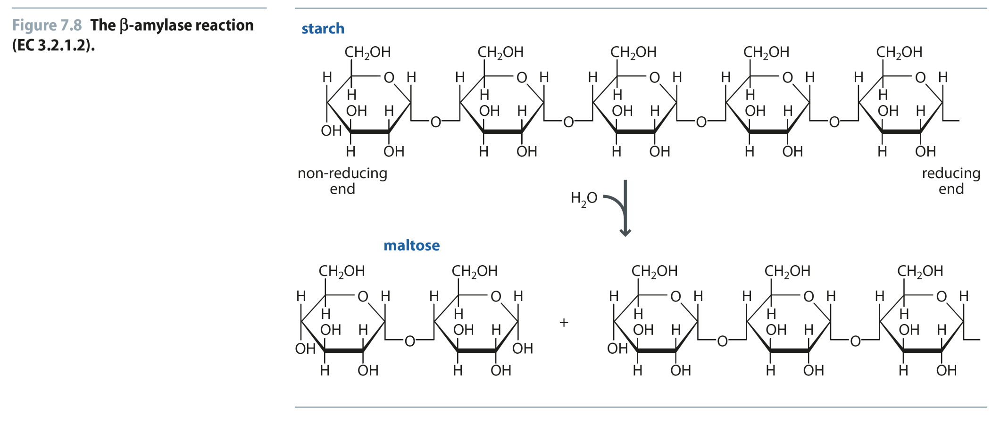 Figure 7.8 The β-amylase reaction
(EC 3.2.1.2).
starch
CH₂OH CH₂OH CH₂OH CH₂OH CH₂OH
H O H H O H H O H H O H H O H
H H H H H
OH H OH H OH H OH H OH H
O O O O
OH
H OH H OH H OH H OH H OH
non-reducing
end
reducing
end
H₂O
maltose
CH₂OH CH₂OH CH₂OH CH₂OH CH₂OH
H O H H O H H O H H O H H O H
H H H H H
OH H OH H + OH H OH H OH H
O O O
OH OH OH
H OH H OH H OH H OH H OH